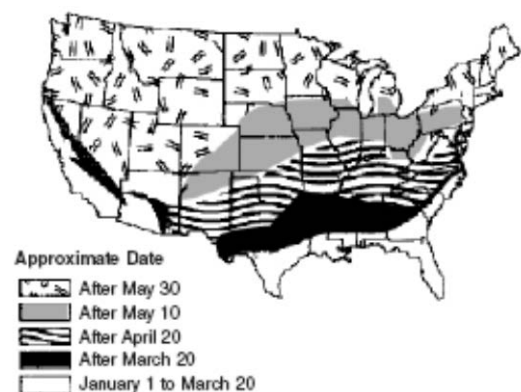 Approximate Date
After May 30
After May 10
After April 20
After March 20
January 1 to March 20